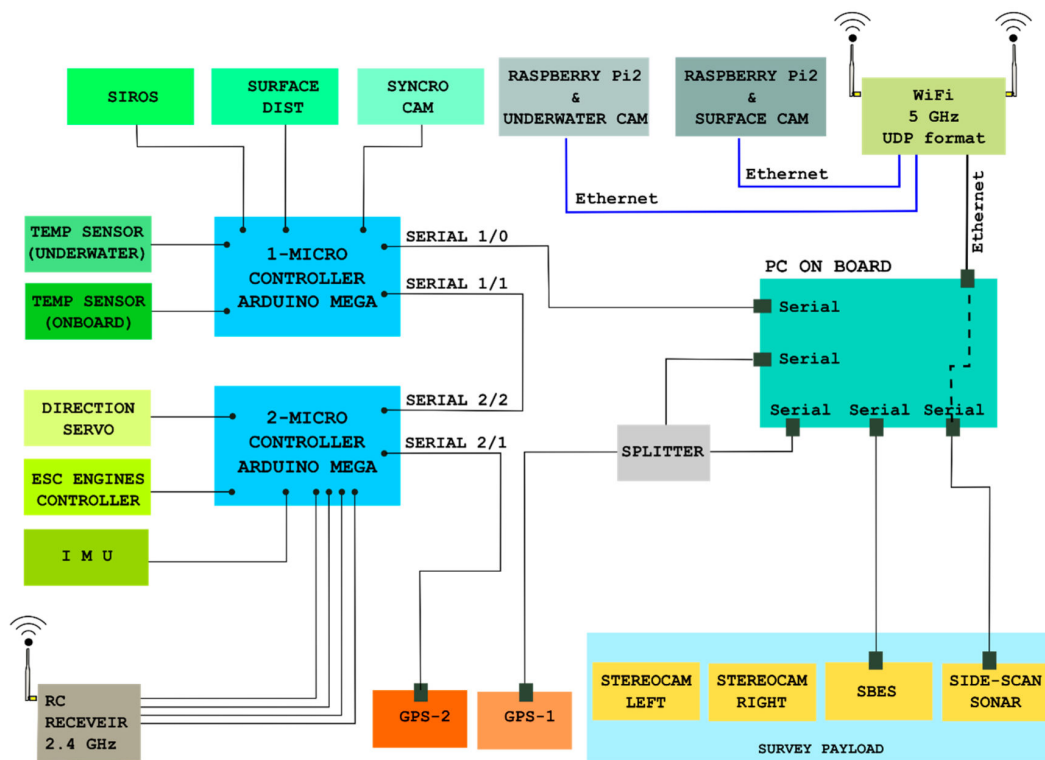 SIROS
SURFACE
DIST
SYNCRO
CAM
RASPBERRY Pi2
&
UNDERWATER CAM
RASPBERRY Pi2
&
SURFACE CAM
WiFi
5 GHz
UDP format
Ethernet
Ethernet
Ethernet
TEMP SENSOR
(UNDERWATER)
TEMP SENSOR
(ONBOARD)
1-MICRO
CONTROLLER
ARDUINO MEGA
SERIAL 1/0
SERIAL 1/1
PC ON BOARD
Serial
Serial
Serial
Serial
Serial
DIRECTION
SERVO
ESC ENGINES
CONTROLLER
I M U
2-MICRO
CONTROLLER
ARDUINO MEGA
SERIAL 2/2
SERIAL 2/1
SPLITTER
RC
RECEVEIR
2.4 GHz
GPS-2
GPS-1
STEREOCAM
LEFT
STEREOCAM
RIGHT
SBES
SIDE-SCAN
SONAR
SURVEY PAYLOAD